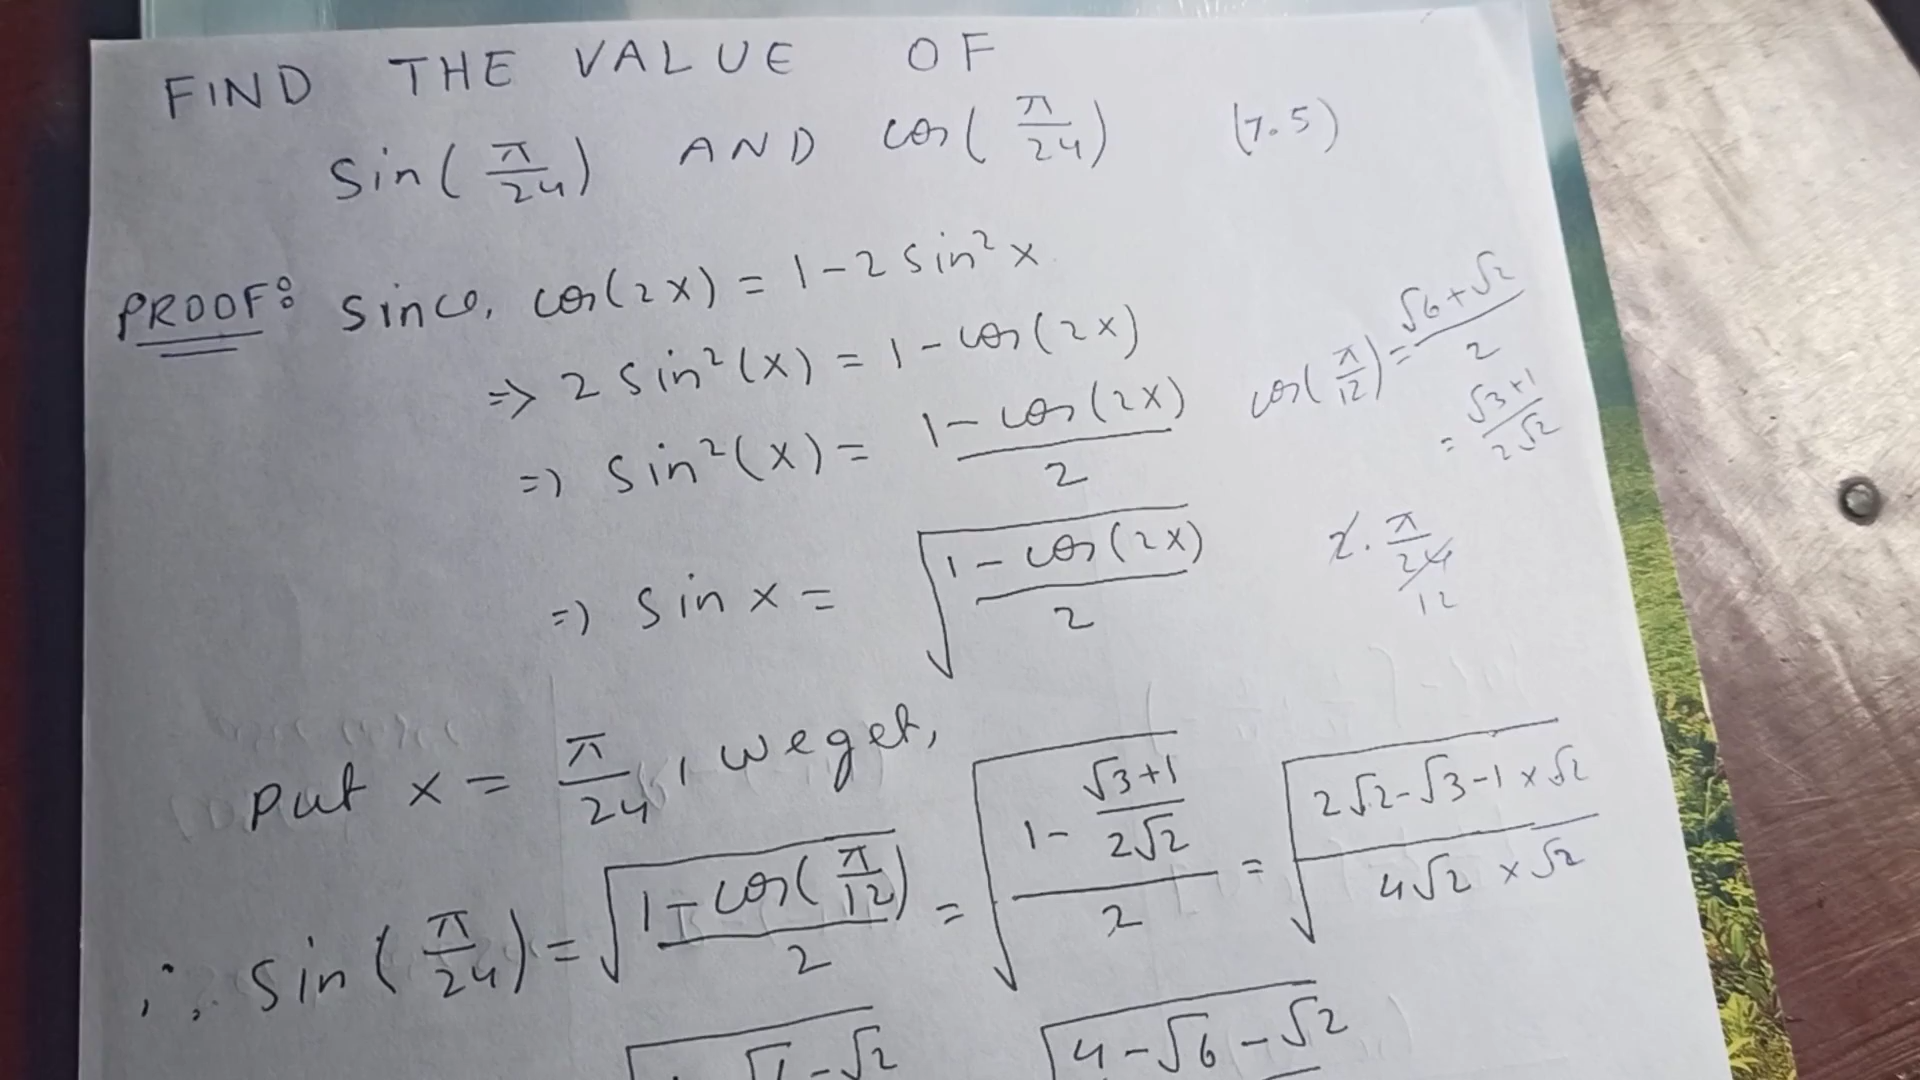 FIND THE VALUE OF
sin(π/24) AND cos(π/24) (7.5)
PROOF: Since, cos(2x) = 1-2 sin²x
=> 2 sin²(x) = 1 - cos(2x)
cos(π/12) = (√6+√2)/2
= (√3+1)/(2√2)
=> sin²(x) = (1 - cos(2x))/2
=> sin x = √((1 - cos(2x))/2)
2. π/24
12
put x = π/24, we get,
∴ sin(π/24) = √((1 - cos(π/12))/2) = √((1 - (√3+1)/(2√2))/2) = √((2√2-√3-1 × √2)/(4√2 × √2))
-√2 √(4-√6-√2